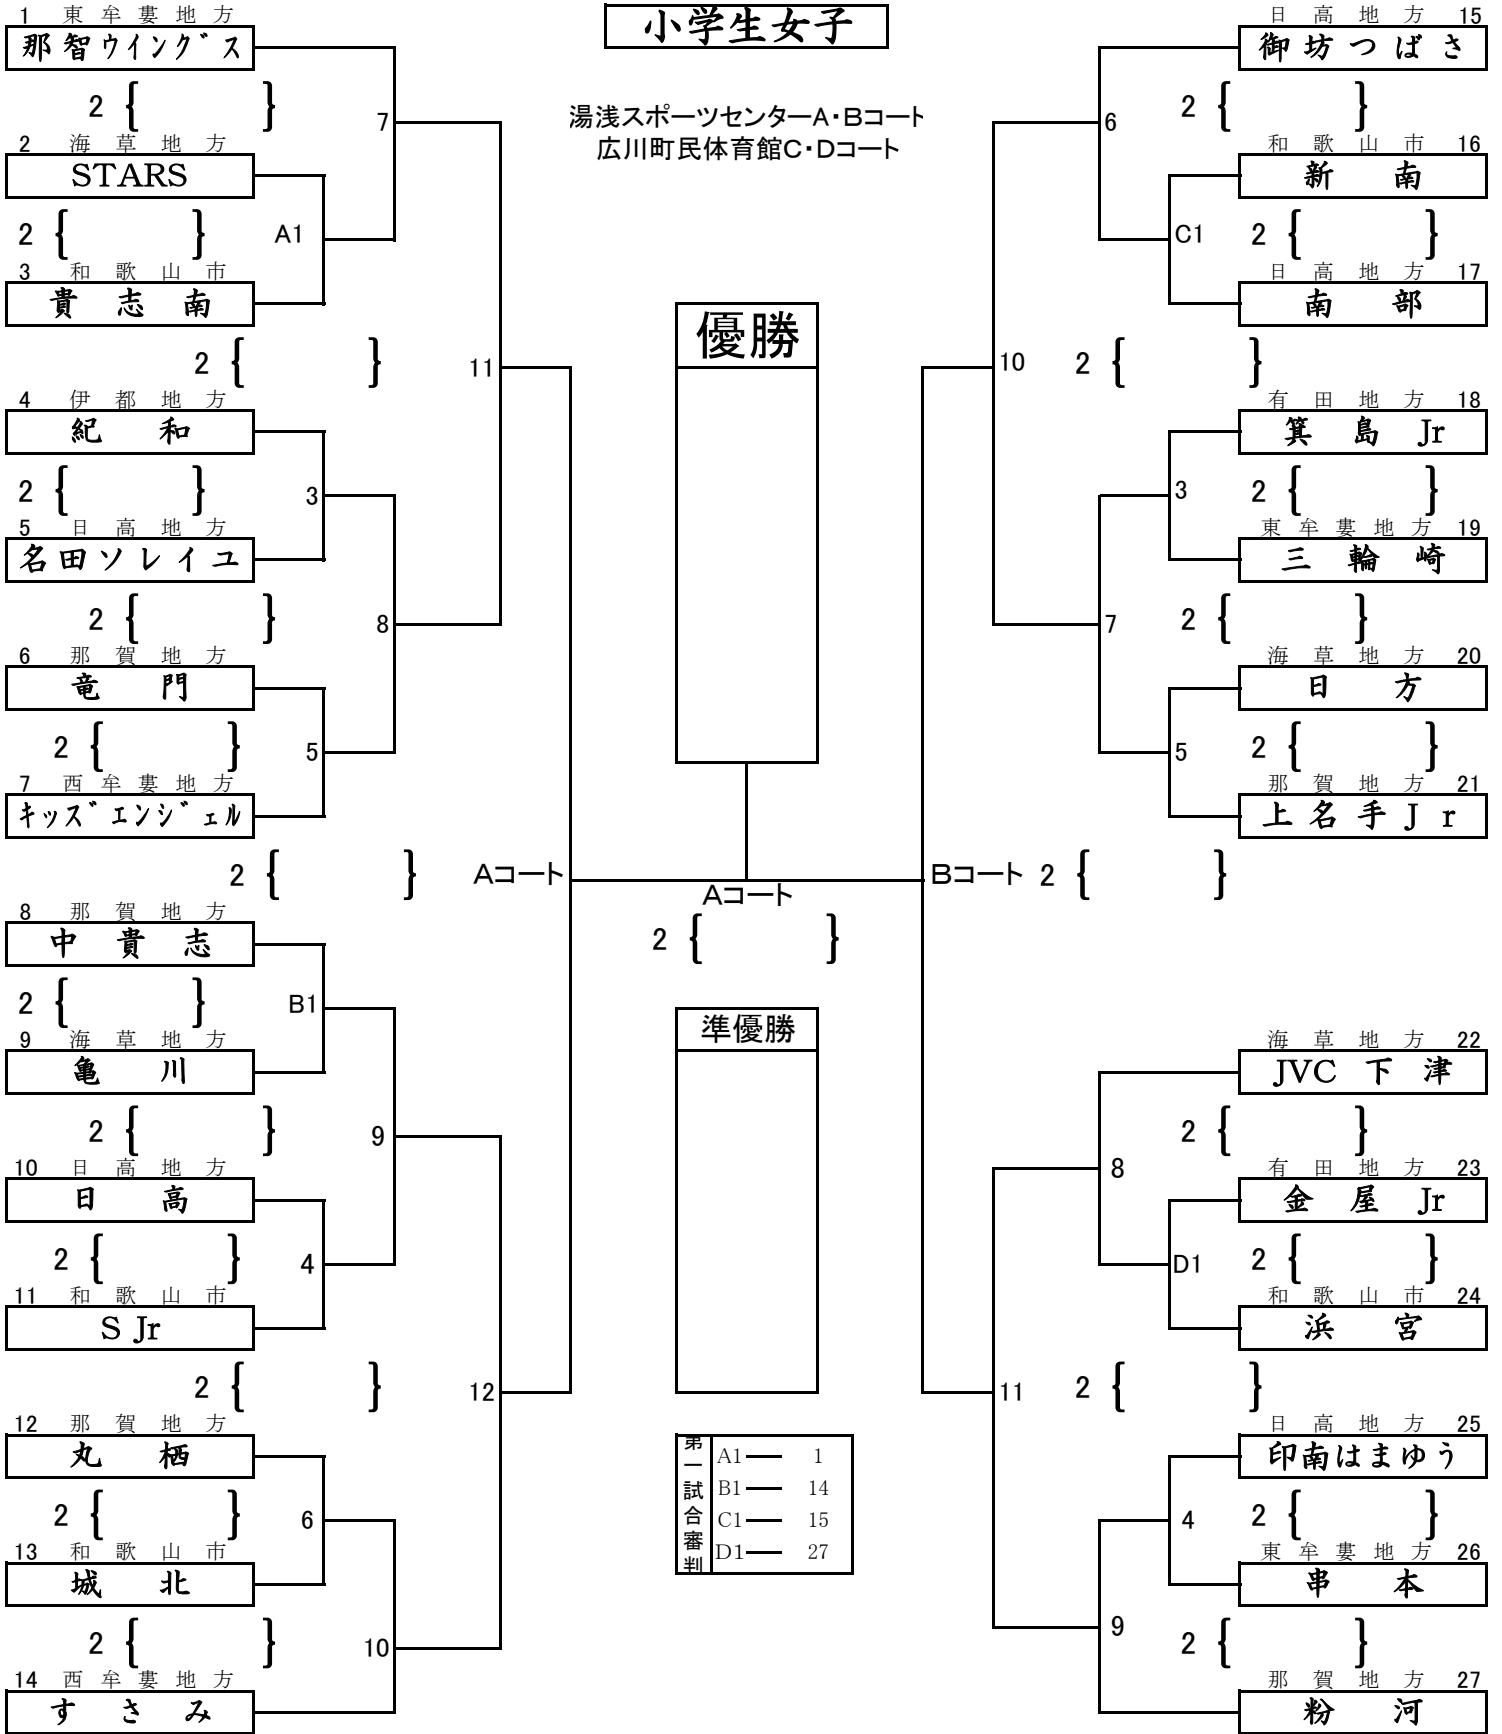 小学生女子
湯浅スポーツセンターA・Bコート
広川町民体育館C・Dコート
1 東牟婁地方
那智ウイングス
2 { }
7
2 海草地方
STARS
2 { }
A1
3 和歌山市
貴志南
2 { }
11
4 伊都地方
紀和
2 { }
3
5 日高地方
名田ソレイユ
2 { }
8
6 那賀地方
竜門
2 { }
5
7 西牟婁地方
キッズエンジェル
2 { }
Aコート
8 那賀地方
中貴志
2 { }
B1
9 海草地方
亀川
2 { }
9
10 日高地方
日高
2 { }
4
11 和歌山市
S Jr
2 { }
12
12 那賀地方
丸栖
2 { }
6
13 和歌山市
城北
2 { }
10
14 西牟婁地方
すさみ
優勝
Aコート
2 { }
準優勝
第一試合審判
A1 ― 1
B1 ― 14
C1 ― 15
D1 ― 27
日高地方 15
御坊つばさ
6
2 { }
和歌山市 16
新南
C1
2 { }
日高地方 17
南部
10
2 { }
有田地方 18
箕島 Jr
3
2 { }
東牟婁地方 19
三輪崎
7
2 { }
海草地方 20
日方
5
2 { }
那賀地方 21
上名手Jr
Bコート
2 { }
海草地方 22
JVC 下津
2 { }
8
有田地方 23
金屋 Jr
D1
2 { }
和歌山市 24
浜宮
11
2 { }
日高地方 25
印南はまゆう
4
2 { }
東牟婁地方 26
串本
9
2 { }
那賀地方 27
粉河